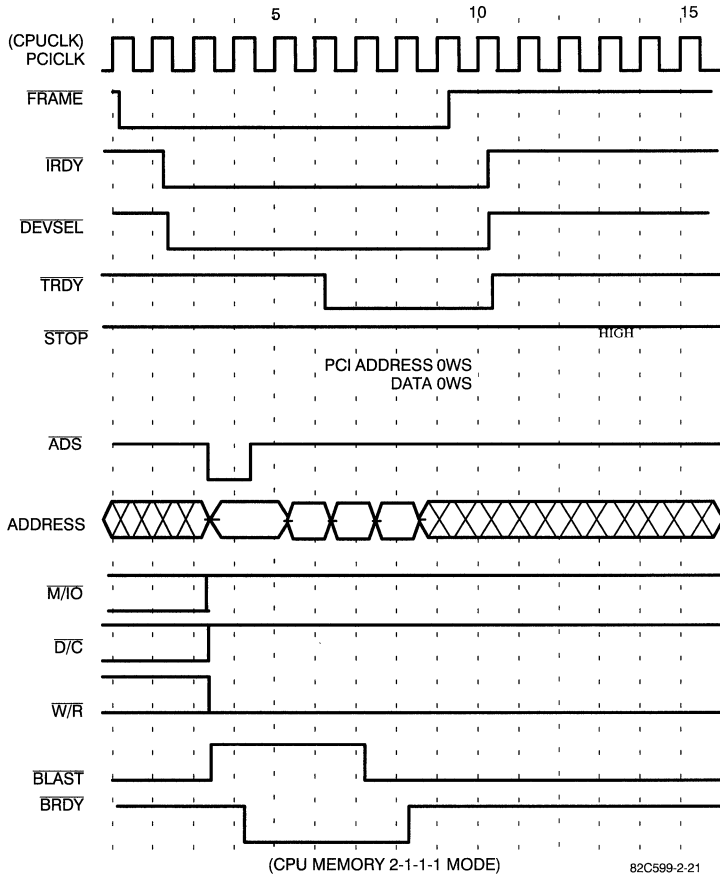 5 10 15
(CPUCLK)
PCICLK
FRAME
IRDY
DEVSEL
TRDY
STOP
HIGH
PCI ADDRESS 0WS
DATA 0WS
ADS
ADDRESS
M/IO
D/C
W/R
BLAST
BRDY
(CPU MEMORY 2-1-1-1 MODE)
82C599-2-21